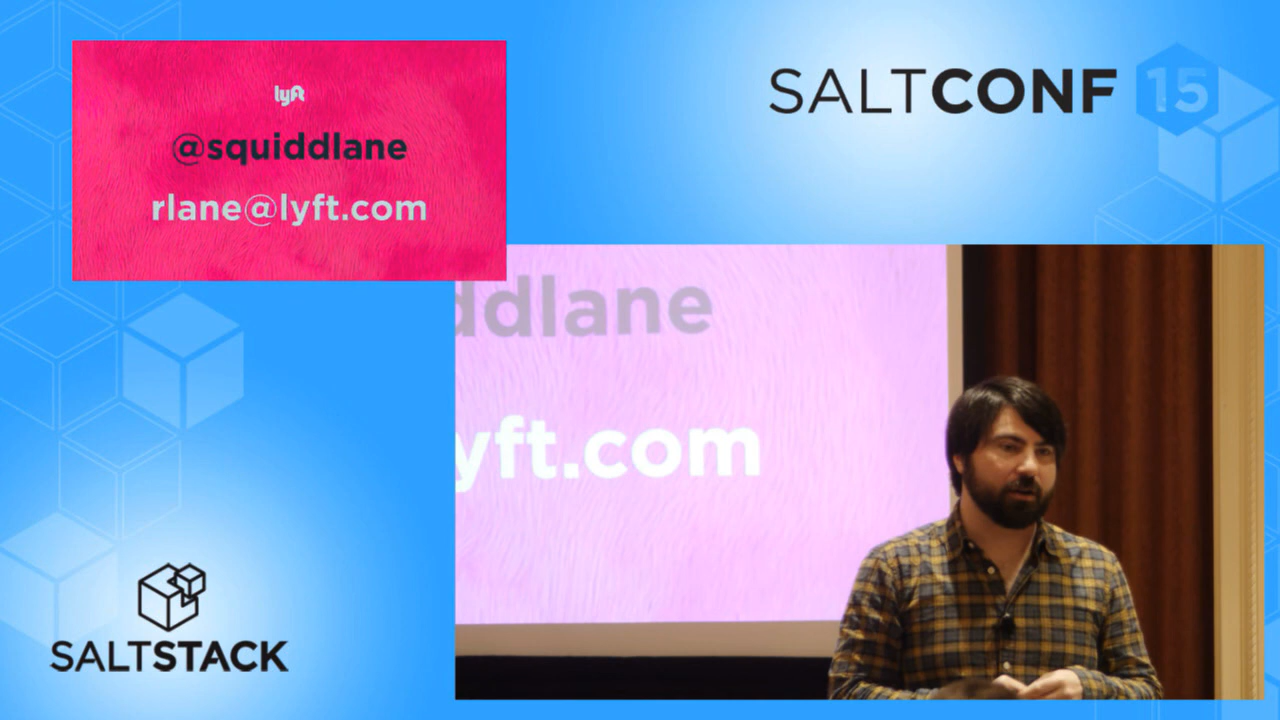 lyft
@squiddlane
rlane@lyft.com
SALTCONF 15
ddlane
yft.com
SALTSTACK